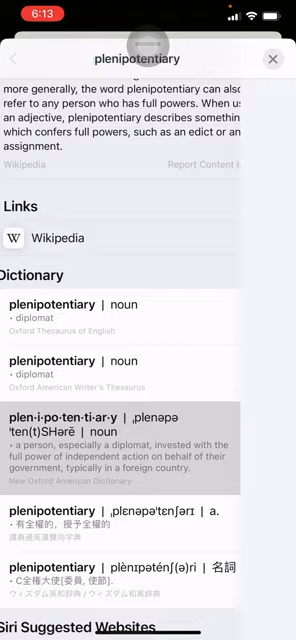 6:13
plenipotentiary
more generally, the word plenipotentiary can also
refer to any person who has full powers. When us
an adjective, plenipotentiary describes somethin
which confers full powers, such as an edict or an
assignment.
Wikipedia Report Content I
Links
W Wikipedia
Dictionary
plenipotentiary | noun
• diplomat
Oxford Thesaurus of English
plenipotentiary | noun
• diplomat
Oxford American Writer's Thesaurus
plen·i·po·ten·ti·ar·y | ˌplenəpə
ˈten(t)SHərē | noun
• a person, especially a diplomat, invested with the
full power of independent action on behalf of their
government, typically in a foreign country.
New Oxford American Dictionary
plenipotentiary | ˌplɛnəpəˈtɛnʃərɪ | a.
• 有全權的，授予全權的
譯典通英漢雙向字典
plenipotentiary | plènɪpəténʃ(ə)ri | 名詞
• C全権大使[委員, 使節].
ウィズダム英和辞典 / ウィズダム和英辞典
Siri Suggested Websites